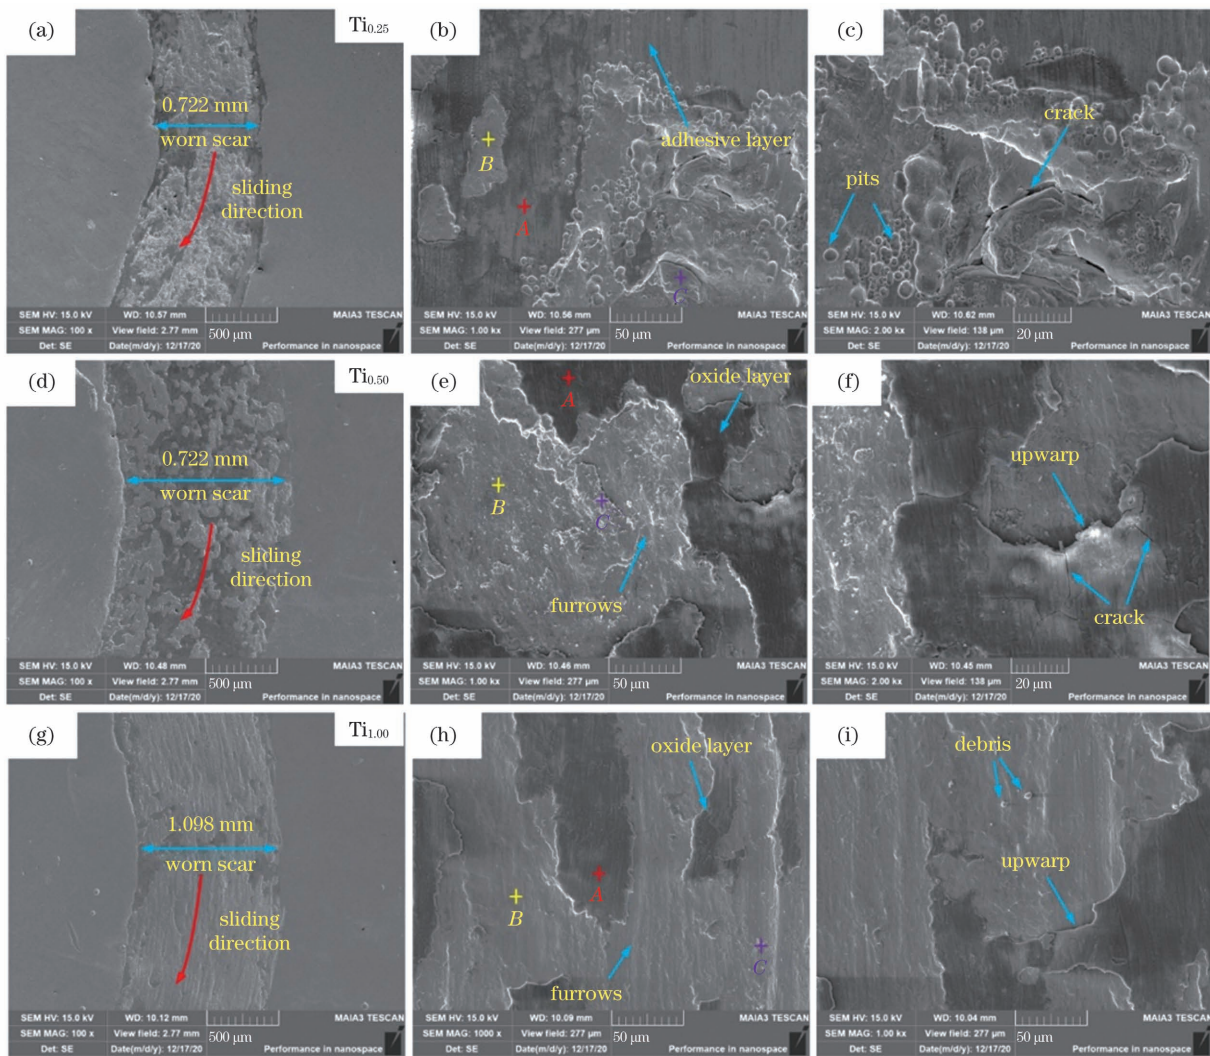 (a)
Ti0.25
0.722 mm
worn scar
sliding
direction
SEM HV: 15.0 kV WD: 10.57 mm MAIA3 TESCAN
SEM MAG: 100 x View field: 2.77 mm 500 μm
Det: SE Date(m/d/y): 12/17/20 Performance in nanospace
(b)
adhesive layer
B
A
C
SEM HV: 15.0 kV WD: 10.56 mm MAIA3 TESCAN
SEM MAG: 1.00 kx View field: 277 μm 50 μm
Det: SE Date(m/d/y): 12/17/20 Performance in nanospace
(c)
crack
pits
SEM HV: 15.0 kV WD: 10.62 mm MAIA3 TESCAN
SEM MAG: 2.00 kx View field: 138 μm 20 μm
Det: SE Date(m/d/y): 12/17/20 Performance in nanospace
(d)
Ti0.50
0.722 mm
worn scar
sliding
direction
SEM HV: 15.0 kV WD: 10.48 mm MAIA3 TESCAN
SEM MAG: 100 x View field: 2.77 mm 500 μm
Det: SE Date(m/d/y): 12/17/20 Performance in nanospace
(e)
oxide layer
A
B
C
furrows
SEM HV: 15.0 kV WD: 10.46 mm MAIA3 TESCAN
SEM MAG: 1.00 kx View field: 277 μm 50 μm
Det: SE Date(m/d/y): 12/17/20 Performance in nanospace
(f)
upwarp
crack
SEM HV: 15.0 kV WD: 10.45 mm MAIA3 TESCAN
SEM MAG: 2.00 kx View field: 138 μm 20 μm
Det: SE Date(m/d/y): 12/17/20 Performance in nanospace
(g)
Ti1.00
1.098 mm
worn scar
sliding
direction
SEM HV: 15.0 kV WD: 10.12 mm MAIA3 TESCAN
SEM MAG: 100 x View field: 2.77 mm 500 μm
Det: SE Date(m/d/y): 12/17/20 Performance in nanospace
(h)
oxide layer
A
B
C
furrows
SEM HV: 15.0 kV WD: 10.09 mm MAIA3 TESCAN
SEM MAG: 1000 x View field: 277 μm 50 μm
Det: SE Date(m/d/y): 12/17/20 Performance in nanospace
(i)
debris
upwarp
SEM HV: 15.0 kV WD: 10.04 mm MAIA3 TESCAN
SEM MAG: 1.00 kx View field: 277 μm 50 μm
Det: SE Date(m/d/y): 12/17/20 Performance in nanospace